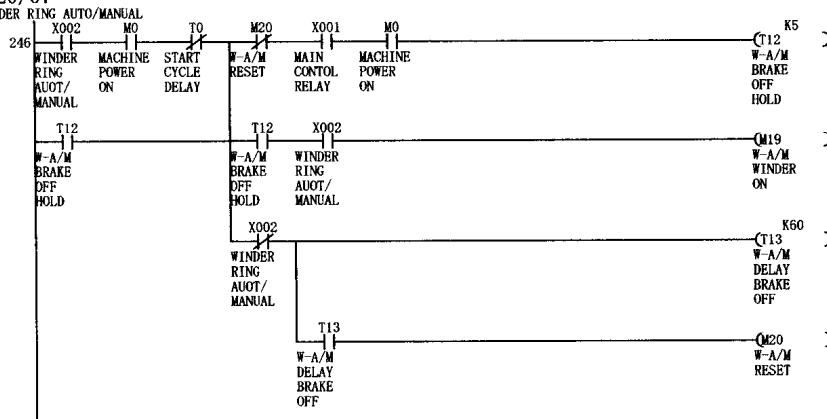 DER RING AUTO/MANUAL
X002 M0 T0 M20 X001 M0 K5
246 (T12
WINDER MACHINE START W-A/M MAIN MACHINE W-A/M
RING POWER CYCLE RESET CONTOL POWER BRAKE
AUOT/ ON DELAY RELAY ON OFF
MANUAL HOLD
T12 T12 X002
(M19
W-A/M W-A/M WINDER W-A/M
BRAKE BRAKE RING WINDER
OFF OFF AUOT/ ON
HOLD HOLD MANUAL
X002 K60
(T13
WINDER W-A/M
RING DELAY
AUOT/ BRAKE
MANUAL OFF
T13
(M20
W-A/M W-A/M
DELAY RESET
BRAKE
OFF